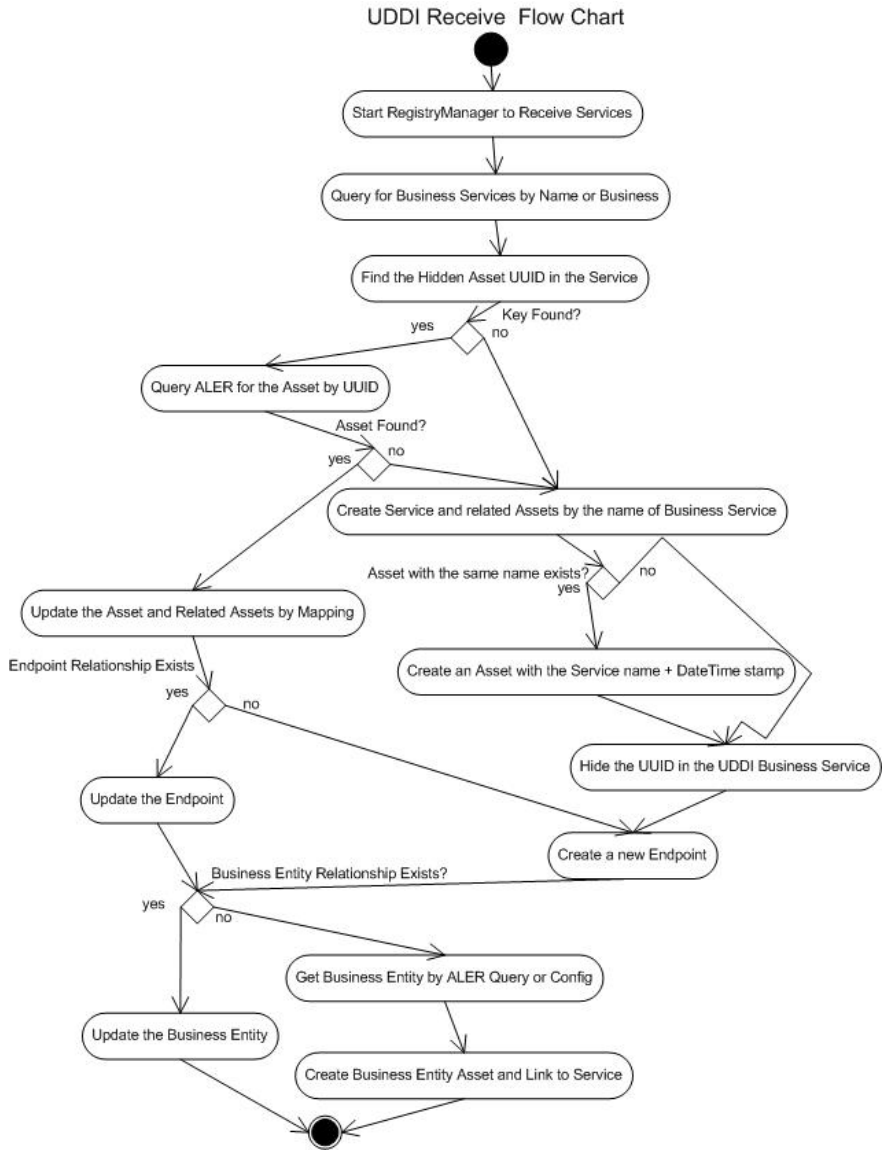 UDDI Receive Flow Chart
Start RegistryManager to Receive Services
Query for Business Services by Name or Business
Find the Hidden Asset UUID in the Service
Key Found?
yes
no
Query ALER for the Asset by UUID
Asset Found?
yes
no
Create Service and related Assets by the name of Business Service
Asset with the same name exists?
yes
no
Update the Asset and Related Assets by Mapping
Create an Asset with the Service name + DateTime stamp
Endpoint Relationship Exists
yes
no
Hide the UUID in the UDDI Business Service
Update the Endpoint
Create a new Endpoint
Business Entity Relationship Exists?
yes
no
Get Business Entity by ALER Query or Config
Update the Business Entity
Create Business Entity Asset and Link to Service